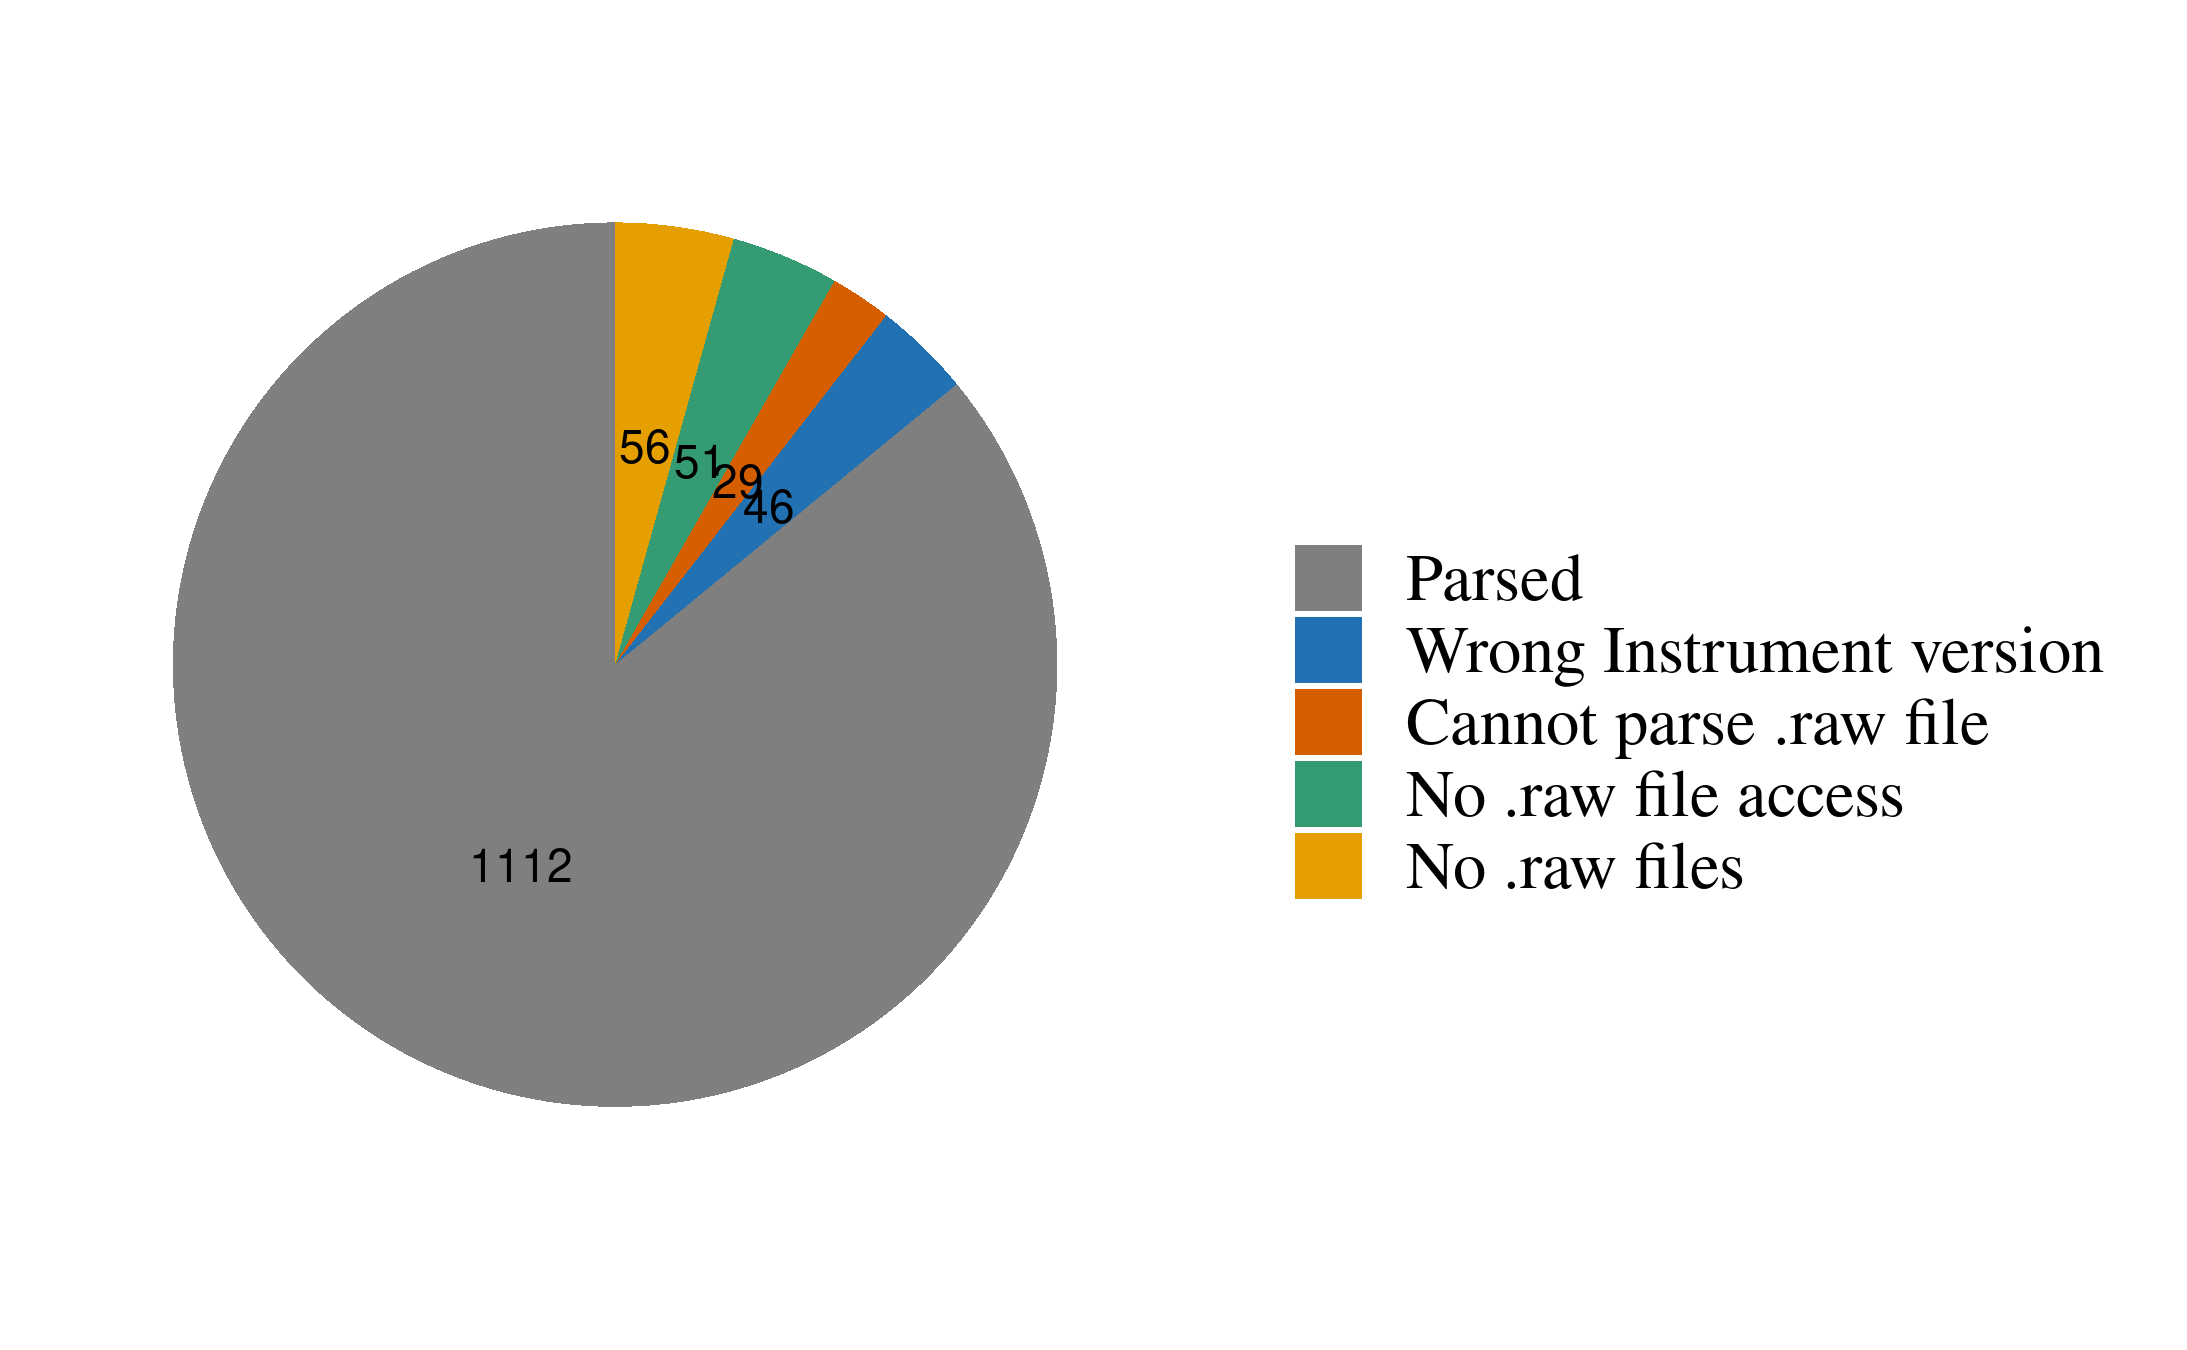 56
51
29
46
1112
Parsed
Wrong Instrument version
Cannot parse .raw file
No .raw file access
No .raw files